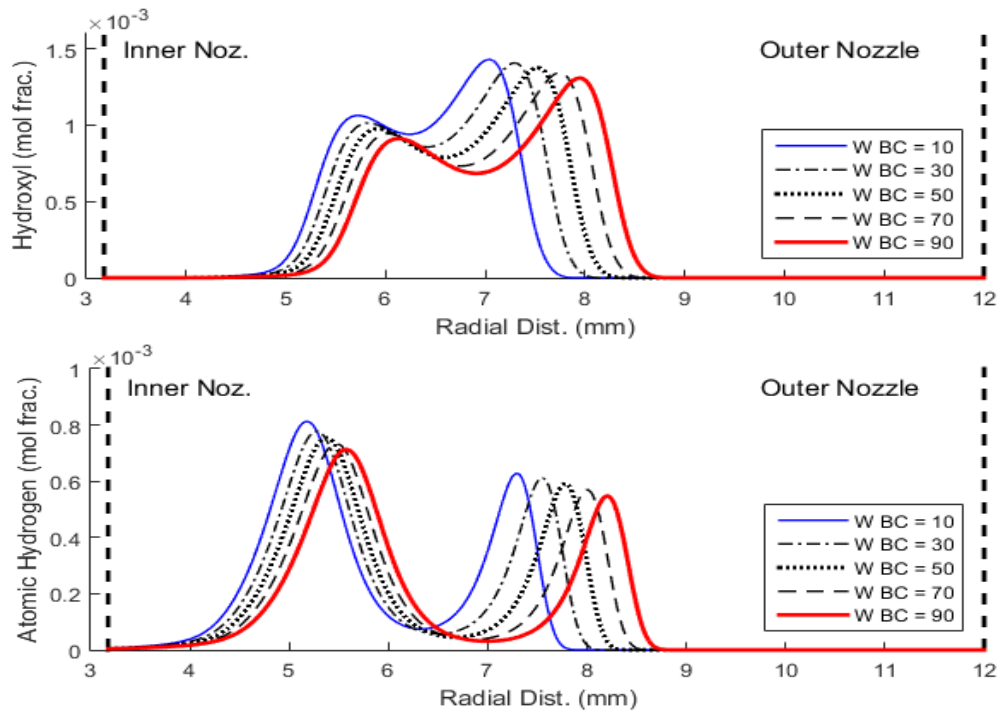 ×10⁻³
Inner Noz.
Outer Nozzle
Hydroxyl (mol frac.)
1.5
1
0.5
0
W BC = 10
W BC = 30
W BC = 50
W BC = 70
W BC = 90
3 4 5 6 7 8 9 10 11 12
Radial Dist. (mm)
×10⁻³
Inner Noz.
Outer Nozzle
Atomic Hydrogen (mol frac.)
1
0.8
0.6
0.4
0.2
0
W BC = 10
W BC = 30
W BC = 50
W BC = 70
W BC = 90
3 4 5 6 7 8 9 10 11 12
Radial Dist. (mm)